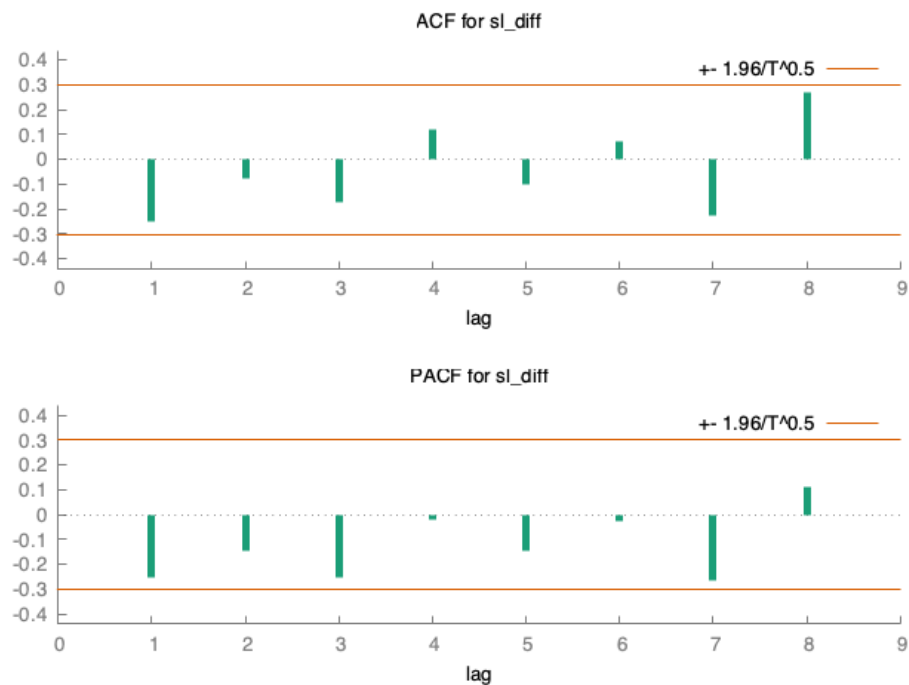 ACF for sl_diff
+- 1.96/T^0.5
0.4
0.3
0.2
0.1
0
-0.1
-0.2
-0.3
-0.4
0 1 2 3 4 5 6 7 8 9
lag
PACF for sl_diff
+- 1.96/T^0.5
0.4
0.3
0.2
0.1
0
-0.1
-0.2
-0.3
-0.4
0 1 2 3 4 5 6 7 8 9
lag